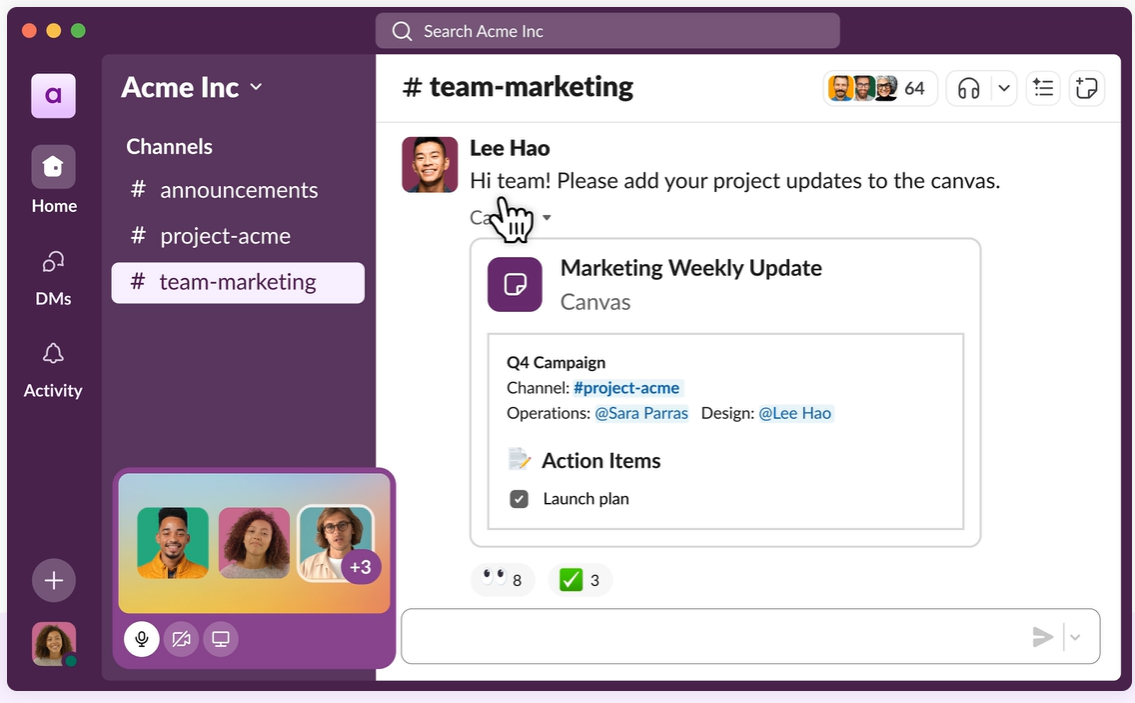 Search Acme Inc
a
Acme Inc
Channels
# announcements
# project-acme
# team-marketing
Home
DMs
Activity
+3
# team-marketing
64
Lee Hao
Hi team! Please add your project updates to the canvas.
Marketing Weekly Update
Canvas
Q4 Campaign
Channel: #project-acme
Operations: @Sara Parras Design: @Lee Hao
Action Items
Launch plan
8
3